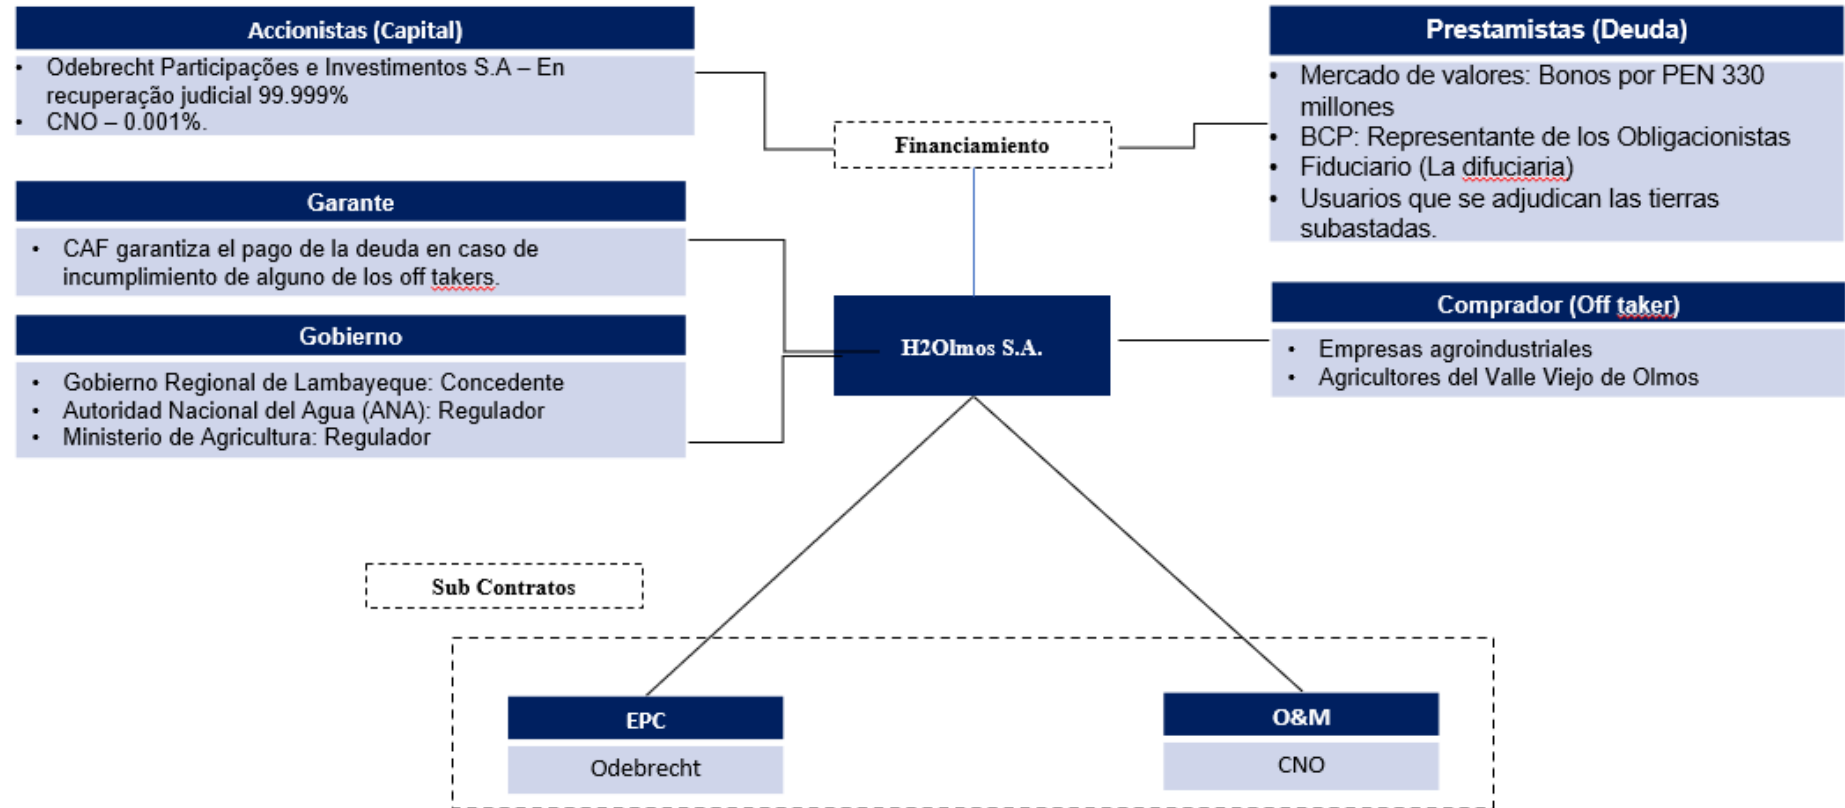 Accionistas (Capital)
• Odebrecht Participações e Investimentos S.A – En
recuperação judicial 99.999%
• CNO – 0.001%.
Garante
• CAF garantiza el pago de la deuda en caso de
incumplimiento de alguno de los off takers.
Gobierno
• Gobierno Regional de Lambayeque: Concedente
• Autoridad Nacional del Agua (ANA): Regulador
• Ministerio de Agricultura: Regulador
Financiamiento
H2Olmos S.A.
Prestamistas (Deuda)
• Mercado de valores: Bonos por PEN 330
millones
• BCP: Representante de los Obligacionistas
• Fiduciario (La difuciaria)
• Usuarios que se adjudican las tierras
subastadas.
Comprador (Off taker)
• Empresas agroindustriales
• Agricultores del Valle Viejo de Olmos
Sub Contratos
EPC
Odebrecht
O&M
CNO